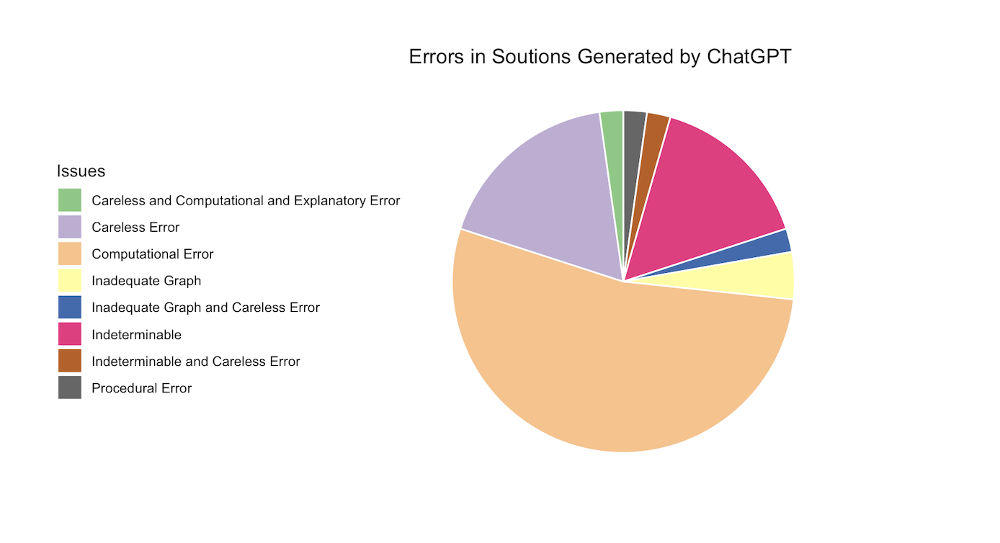 Errors in Soutions Generated by ChatGPT
Issues
Careless and Computational and Explanatory Error
Careless Error
Computational Error
Inadequate Graph
Inadequate Graph and Careless Error
Indeterminable
Indeterminable and Careless Error
Procedural Error